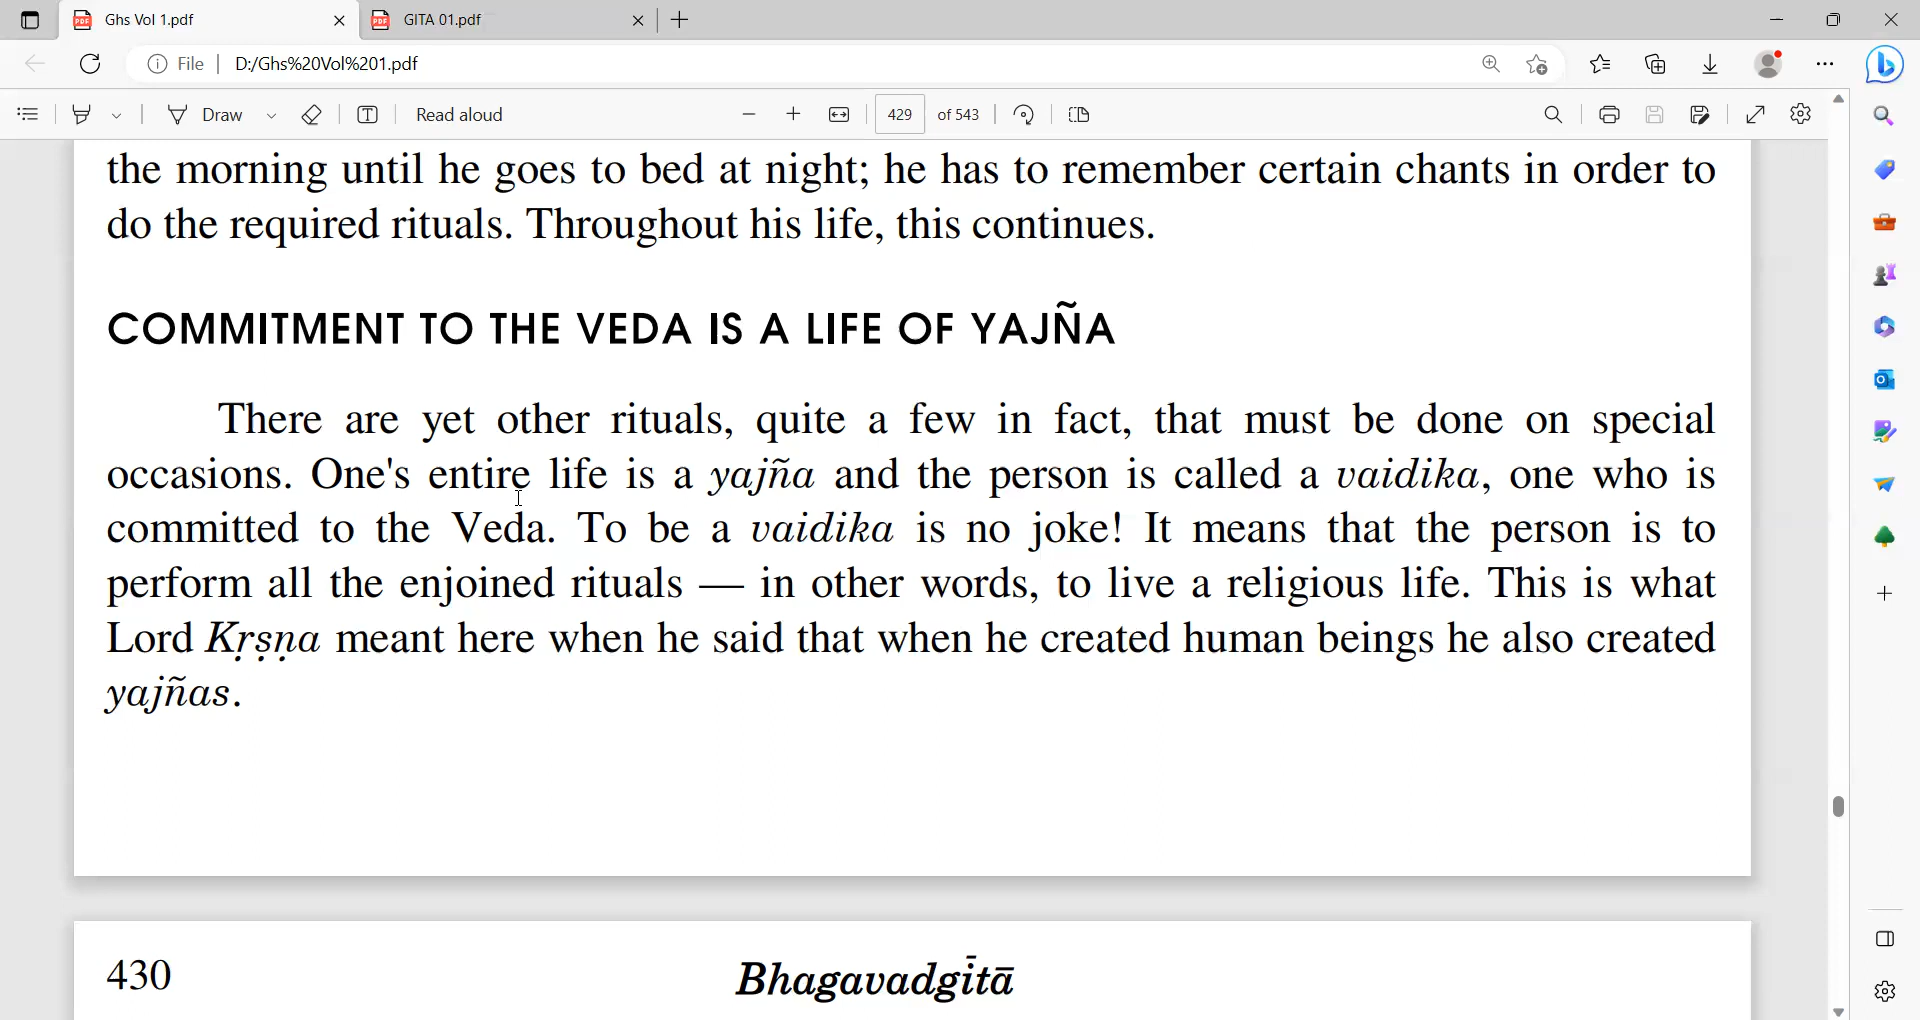 Ghs Vol 1.pdf
GITA 01.pdf
File
D:/Ghs%20Vol%201.pdf
Draw
Read aloud
429 of 543
the morning until he goes to bed at night; he has to remember certain chants in order to
do the required rituals. Throughout his life, this continues.
COMMITMENT TO THE VEDA IS A LIFE OF YAJÑA
There are yet other rituals, quite a few in fact, that must be done on special
occasions. One's entire life is a yajña and the person is called a vaidika, one who is
committed to the Veda. To be a vaidika is no joke! It means that the person is to
perform all the enjoined rituals — in other words, to live a religious life. This is what
Lord Kṛṣṇa meant here when he said that when he created human beings he also created
yajñas.
430
Bhagavadgītā